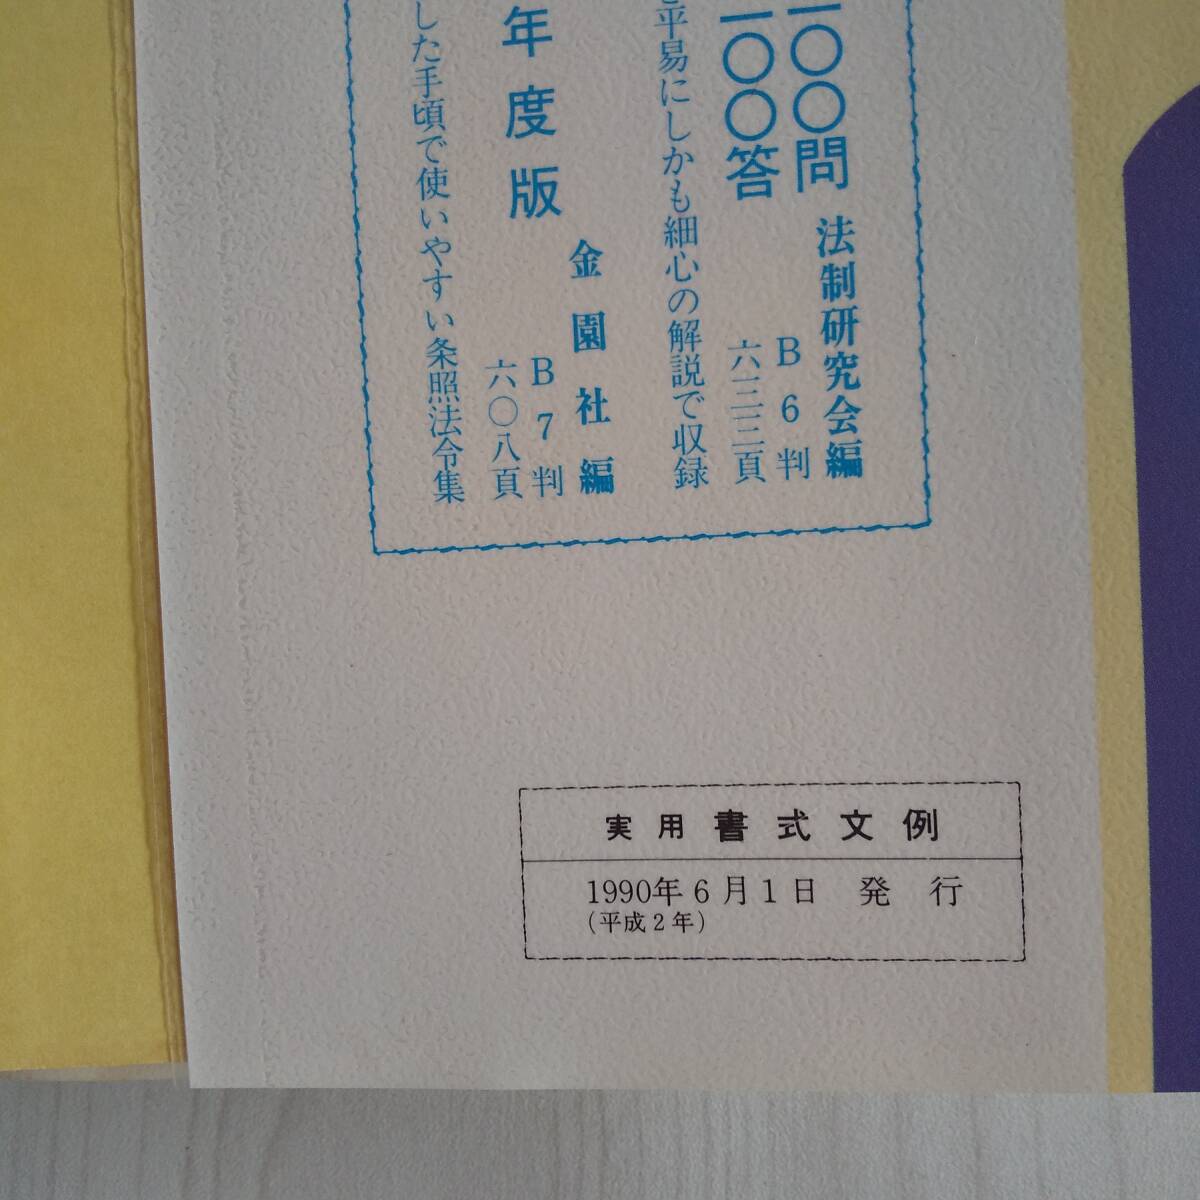 一〇〇問
一〇〇答
法制研究会編
B6判
六三二頁
平易にしかも細心の解説で収録
年度版
金園社編
B7判
六〇八頁
した手頃で使いやすい条照法令集
実用書式文例
1990年6月1日 発行
(平成2年)